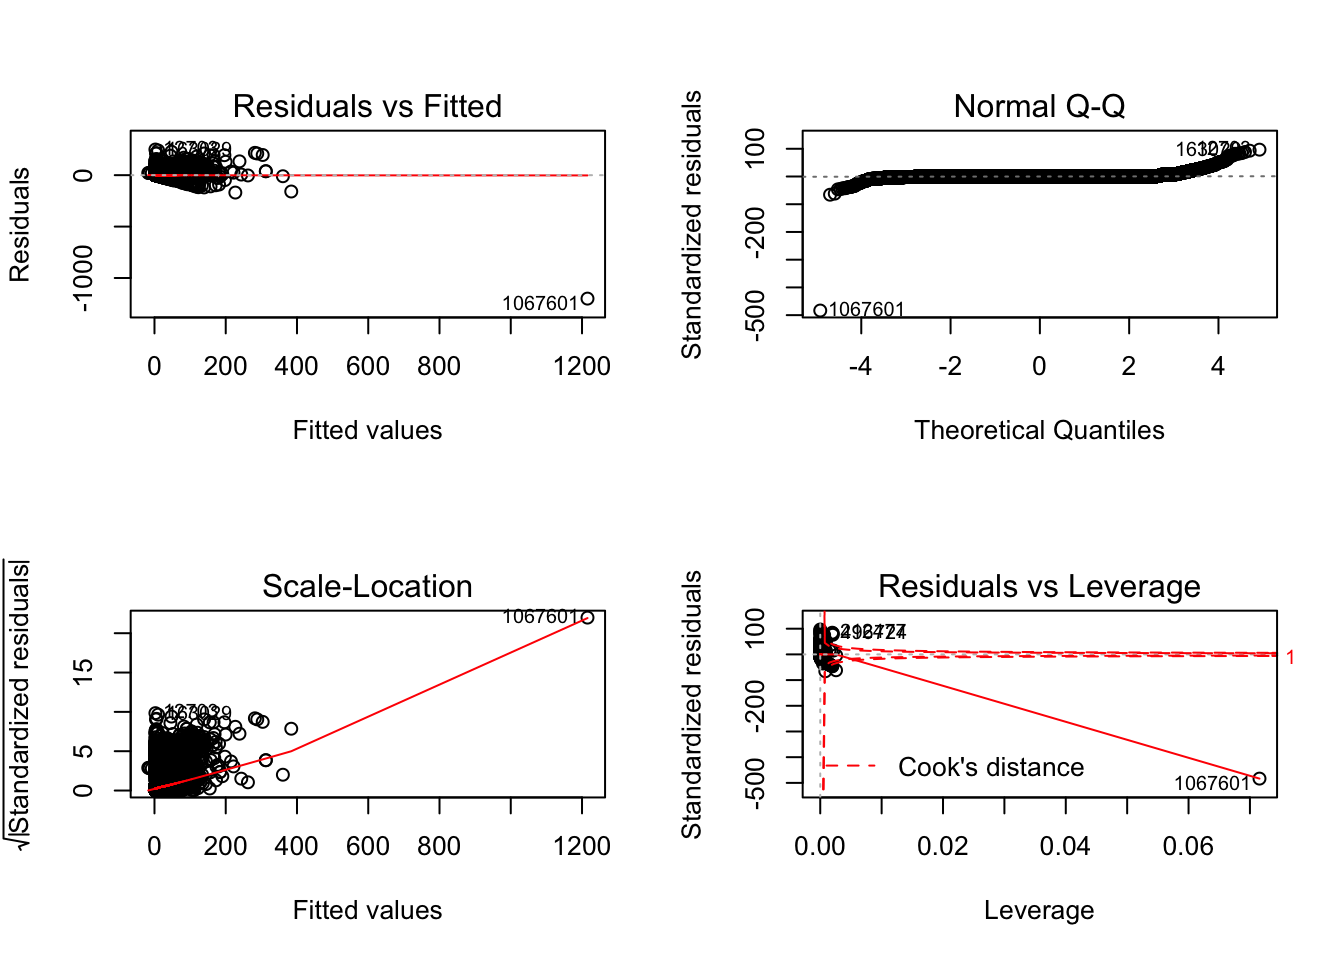 Residuals vs Fitted
Residuals
0
-1000
1067601
0 200 400 600 800 1200
Fitted values
Normal Q-Q
Standardized residuals
100
-200
-500
1067601
-4 -2 0 2 4
Theoretical Quantiles
Scale-Location
√|Standardized residuals|
15
5
0
1067601
0 200 400 600 800 1200
Fitted values
Residuals vs Leverage
Standardized residuals
100
-200
-500
1
Cook's distance
1067601
0.00 0.02 0.04 0.06
Leverage